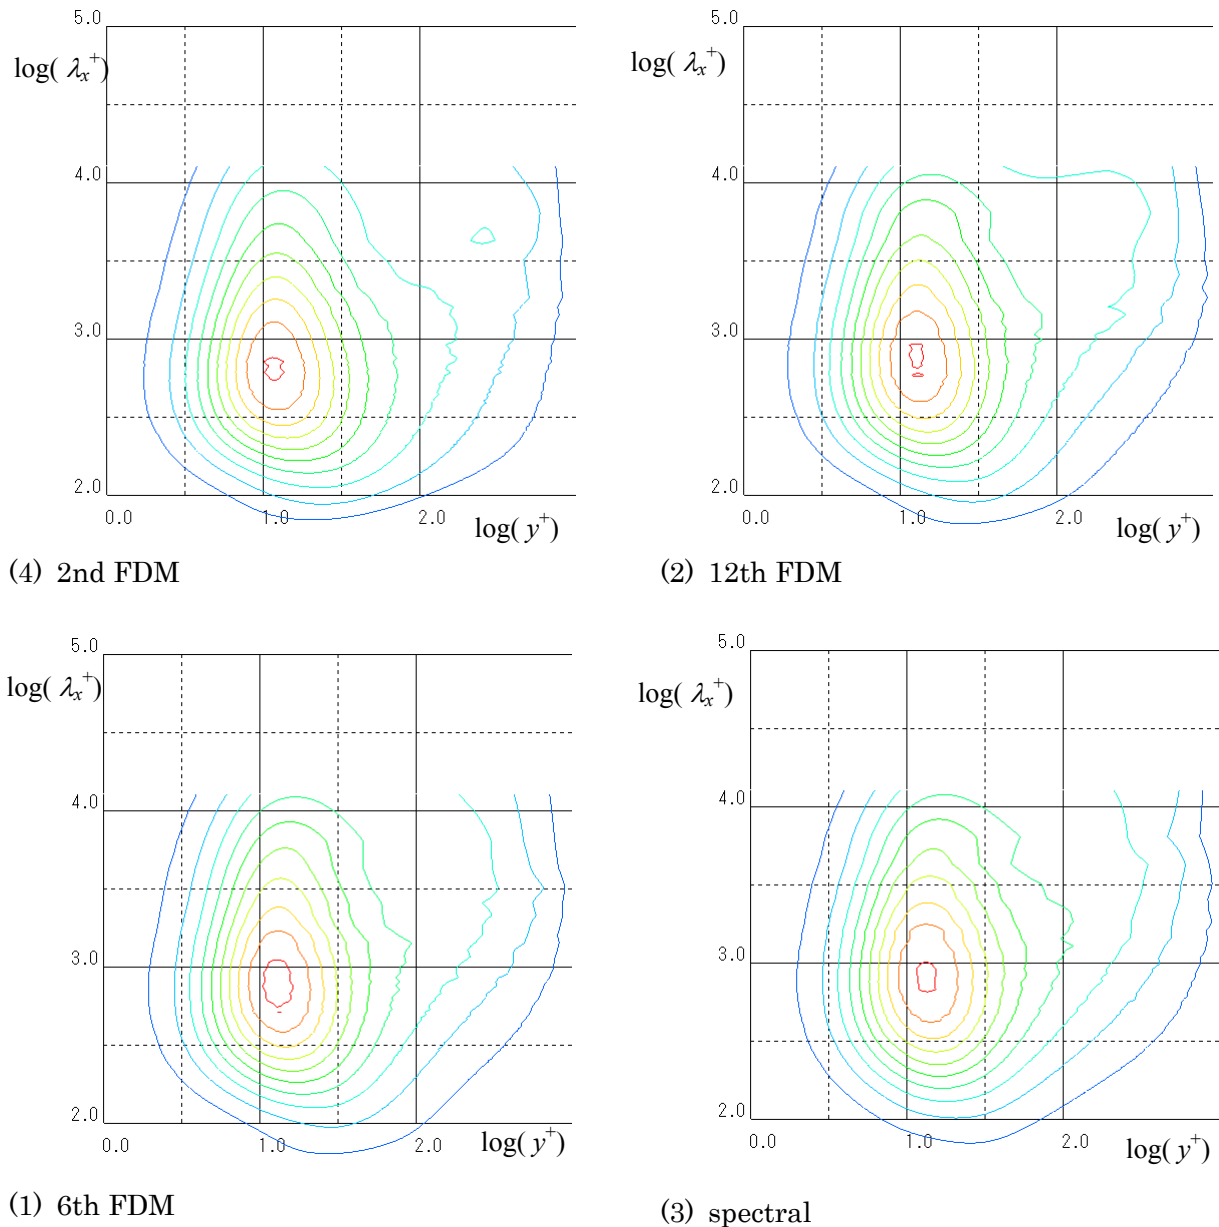 5.0
log( λx+)
4.0
3.0
2.0
0.0 1.0 2.0
log( y+)
(4) 2nd FDM
5.0
log( λx+)
4.0
3.0
2.0
0.0 1.0 2.0
log( y+)
(2) 12th FDM
5.0
log( λx+)
4.0
3.0
2.0
0.0 1.0 2.0
log( y+)
(1) 6th FDM
5.0
log( λx+)
4.0
3.0
2.0
0.0 1.0 2.0
log( y+)
(3) spectral